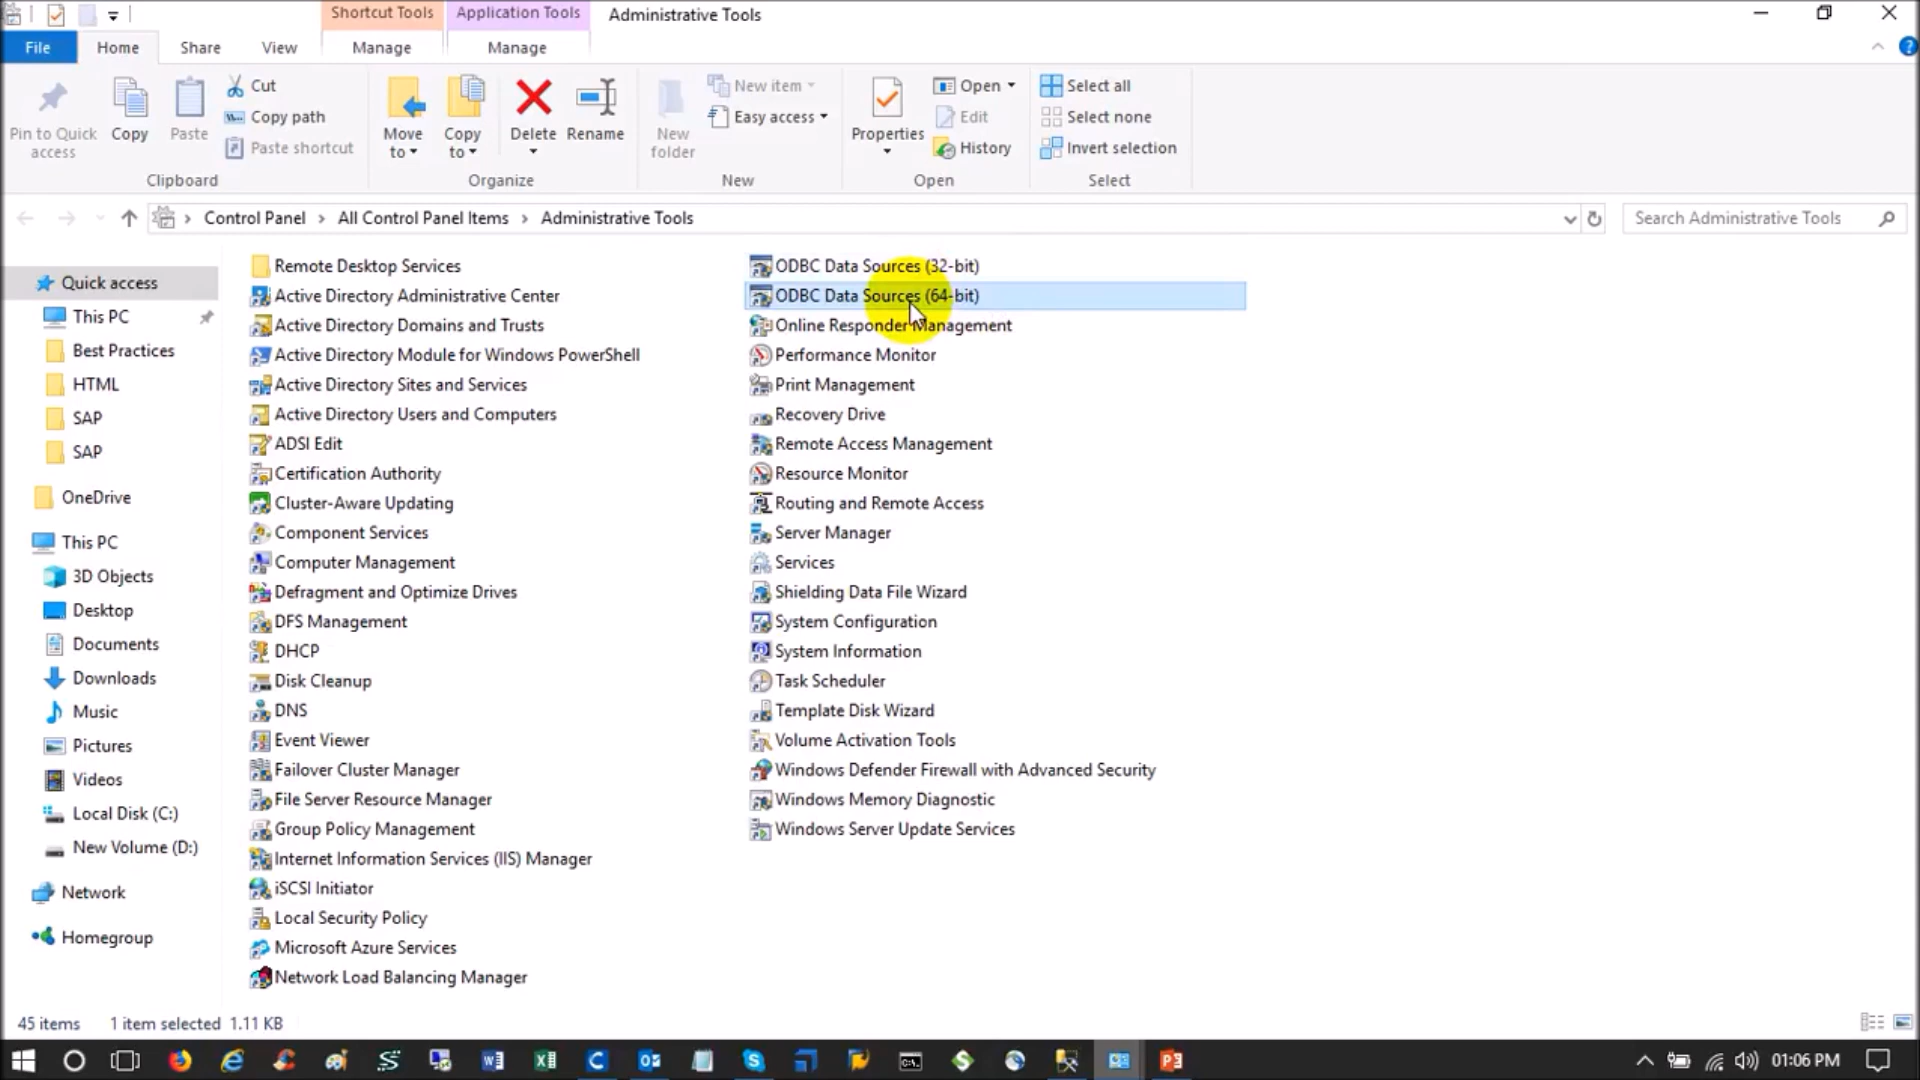 Shortcut Tools
Application Tools
Administrative Tools
File
Home
Share
View
Manage
Manage
Pin to Quick access
Copy
Paste
Cut
Copy path
Paste shortcut
Clipboard
Move to
Copy to
Delete
Rename
Organize
New folder
New item
Easy access
New
Properties
Open
Edit
History
Open
Select all
Select none
Invert selection
Select
Control Panel > All Control Panel Items > Administrative Tools
Search Administrative Tools
Quick access
This PC
Best Practices
HTML
SAP
SAP
OneDrive
This PC
3D Objects
Desktop
Documents
Downloads
Music
Pictures
Videos
Local Disk (C:)
New Volume (D:)
Network
Homegroup
Remote Desktop Services
Active Directory Administrative Center
Active Directory Domains and Trusts
Active Directory Module for Windows PowerShell
Active Directory Sites and Services
Active Directory Users and Computers
ADSI Edit
Certification Authority
Cluster-Aware Updating
Component Services
Computer Management
Defragment and Optimize Drives
DFS Management
DHCP
Disk Cleanup
DNS
Event Viewer
Failover Cluster Manager
File Server Resource Manager
Group Policy Management
Internet Information Services (IIS) Manager
iSCSI Initiator
Local Security Policy
Microsoft Azure Services
Network Load Balancing Manager
ODBC Data Sources (32-bit)
ODBC Data Sources (64-bit)
Online Responder Management
Performance Monitor
Print Management
Recovery Drive
Remote Access Management
Resource Monitor
Routing and Remote Access
Server Manager
Services
Shielding Data File Wizard
System Configuration
System Information
Task Scheduler
Template Disk Wizard
Volume Activation Tools
Windows Defender Firewall with Advanced Security
Windows Memory Diagnostic
Windows Server Update Services
45 items
1 item selected 1.11 KB
01:06 PM